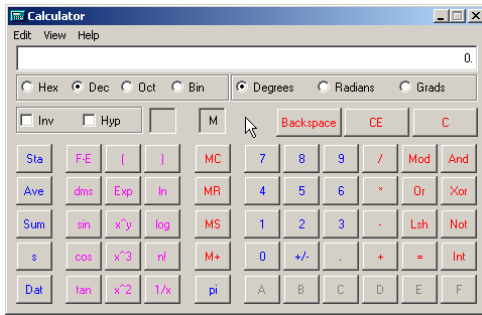 Calculator
Edit View Help
0.
Hex Dec Oct Bin Degrees Radians Grads
Inv Hyp M Backspace CE C
Sta F-E ( ) MC 7 8 9 / Mod And
Ave dms Exp ln MR 4 5 6 * Or Xor
Sum sin x^y log MS 1 2 3 - Lsh Not
s cos x^3 n! M+ 0 +/- . + = Int
Dat tan x^2 1/x pi A B C D E F